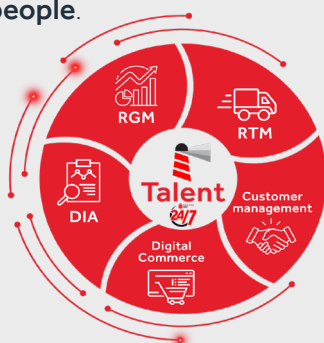 people.
RGM
RTM
DIA
Talent
24/7
Customer
management
Digital
Commerce